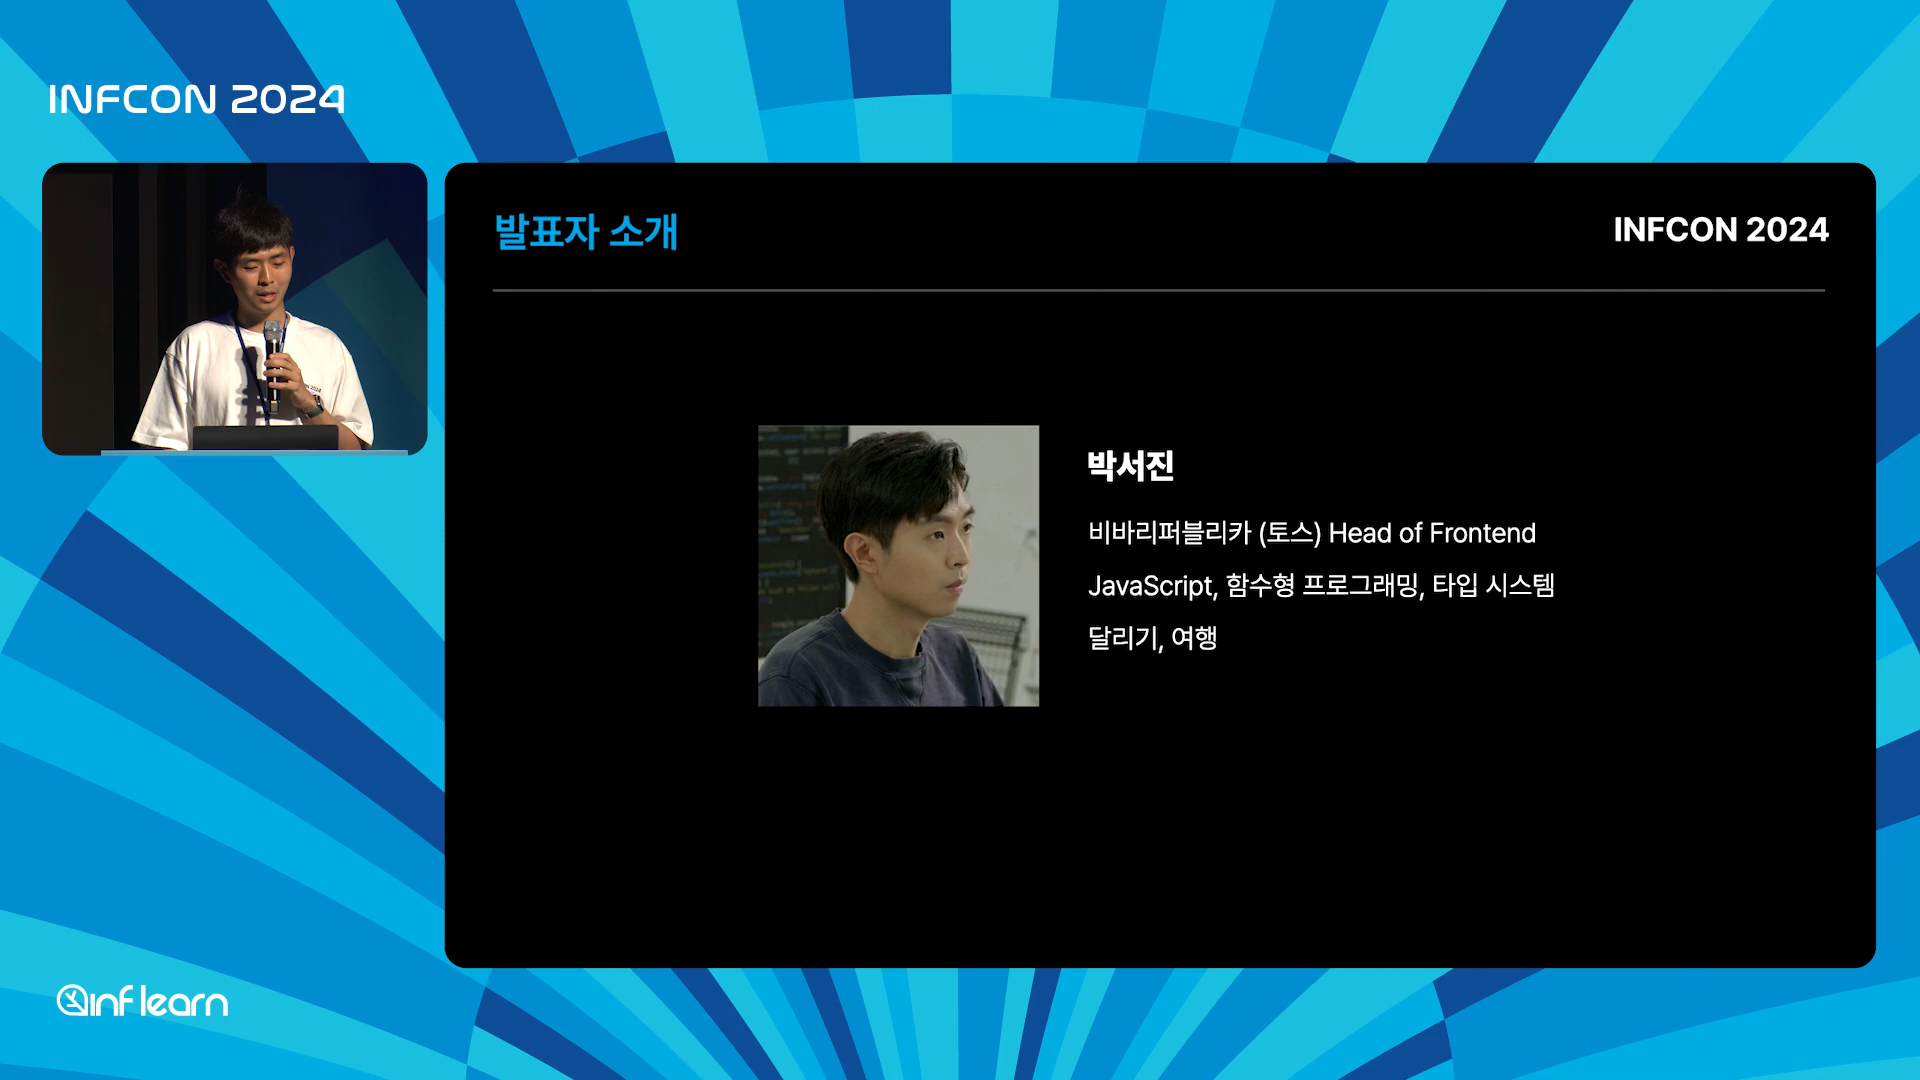 INFCON 2024
발표자 소개
INFCON 2024
박서진
비바리퍼블리카 (토스) Head of Frontend
JavaScript, 함수형 프로그래밍, 타입 시스템
달리기, 여행
inflearn